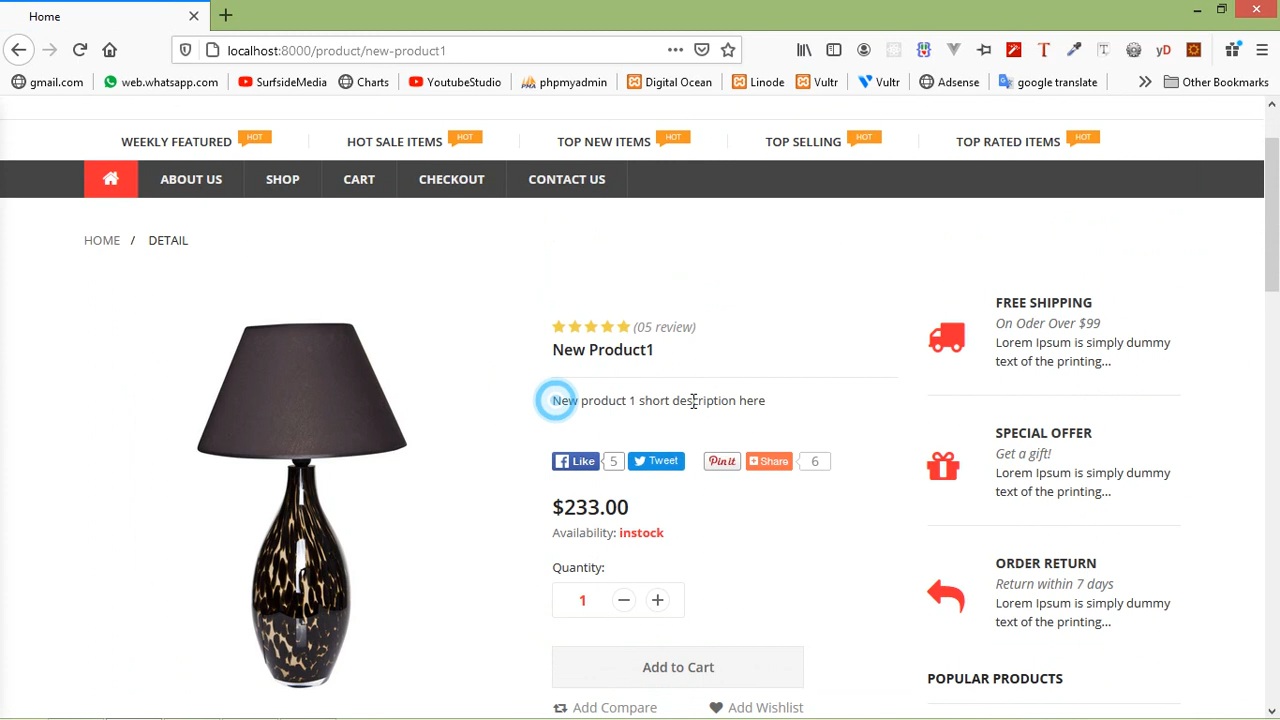 Home
localhost:8000/product/new-product1
T
T
yD
gmail.com
web.whatsapp.com
SurfsideMedia
Charts
YoutubeStudio
phpmyadmin
Digital Ocean
Linode
Vultr
Vultr
Adsense
google translate
Other Bookmarks
WEEKLY FEATURED HOT
HOT SALE ITEMS HOT
TOP NEW ITEMS HOT
TOP SELLING HOT
TOP RATED ITEMS HOT
ABOUT US
SHOP
CART
CHECKOUT
CONTACT US
HOME / DETAIL
(05 review)
New Product1
New product 1 short description here
Like 5 Tweet Pin it Share 6
$233.00
Availability: instock
Quantity:
1 − +
Add to Cart
Add Compare
Add Wishlist
FREE SHIPPING
On Oder Over $99
Lorem Ipsum is simply dummy
text of the printing...
SPECIAL OFFER
Get a gift!
Lorem Ipsum is simply dummy
text of the printing...
ORDER RETURN
Return within 7 days
Lorem Ipsum is simply dummy
text of the printing...
POPULAR PRODUCTS